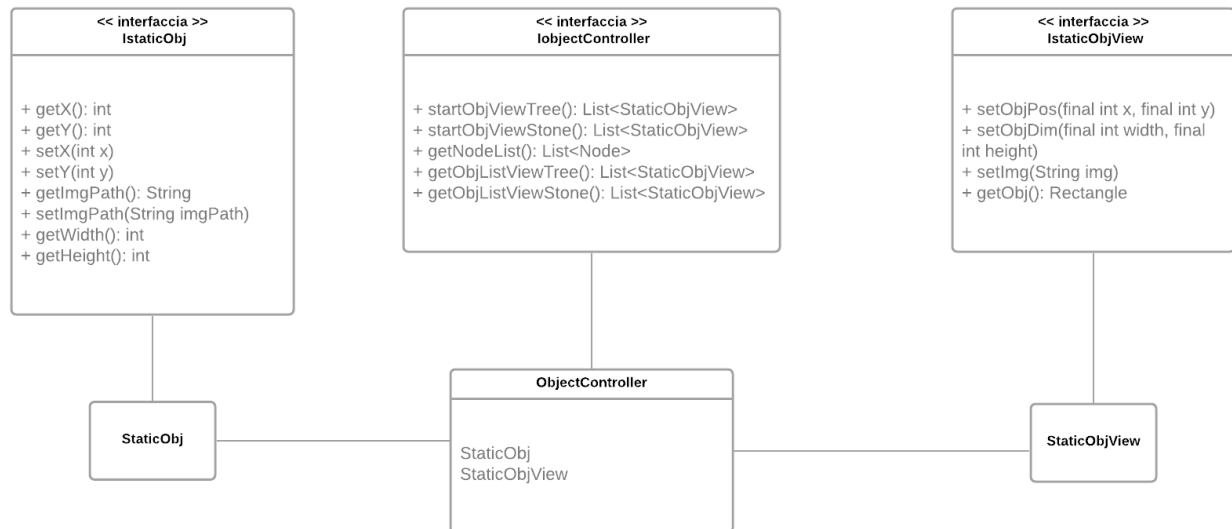 << interfaccia >>
IstaticObj
+ getX(): int
+ getY(): int
+ setX(int x)
+ setY(int y)
+ getImgPath(): String
+ setImgPath(String imgPath)
+ getWidth(): int
+ getHeight(): int
<< interfaccia >>
IobjectController
+ startObjViewTree(): List<StaticObjView>
+ startObjViewStone(): List<StaticObjView>
+ getNodeList(): List<Node>
+ getObjListViewTree(): List<StaticObjView>
+ getObjListViewStone(): List<StaticObjView>
<< interfaccia >>
IstaticObjView
+ setObjPos(final int x, final int y)
+ setObjDim(final int width, final
int height)
+ setImg(String img)
+ getObj(): Rectangle
StaticObj
ObjectController
StaticObj
StaticObjView
StaticObjView